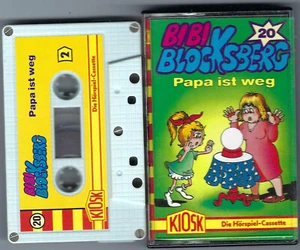 Papa ist weg
2
Die Hörspiel-Cassette
BIBI
BLOCKSBERG
20
KIOSK
BIBI
BLOCKSBERG
20
Papa ist weg
KIOSK
Die Hörspiel-Cassette